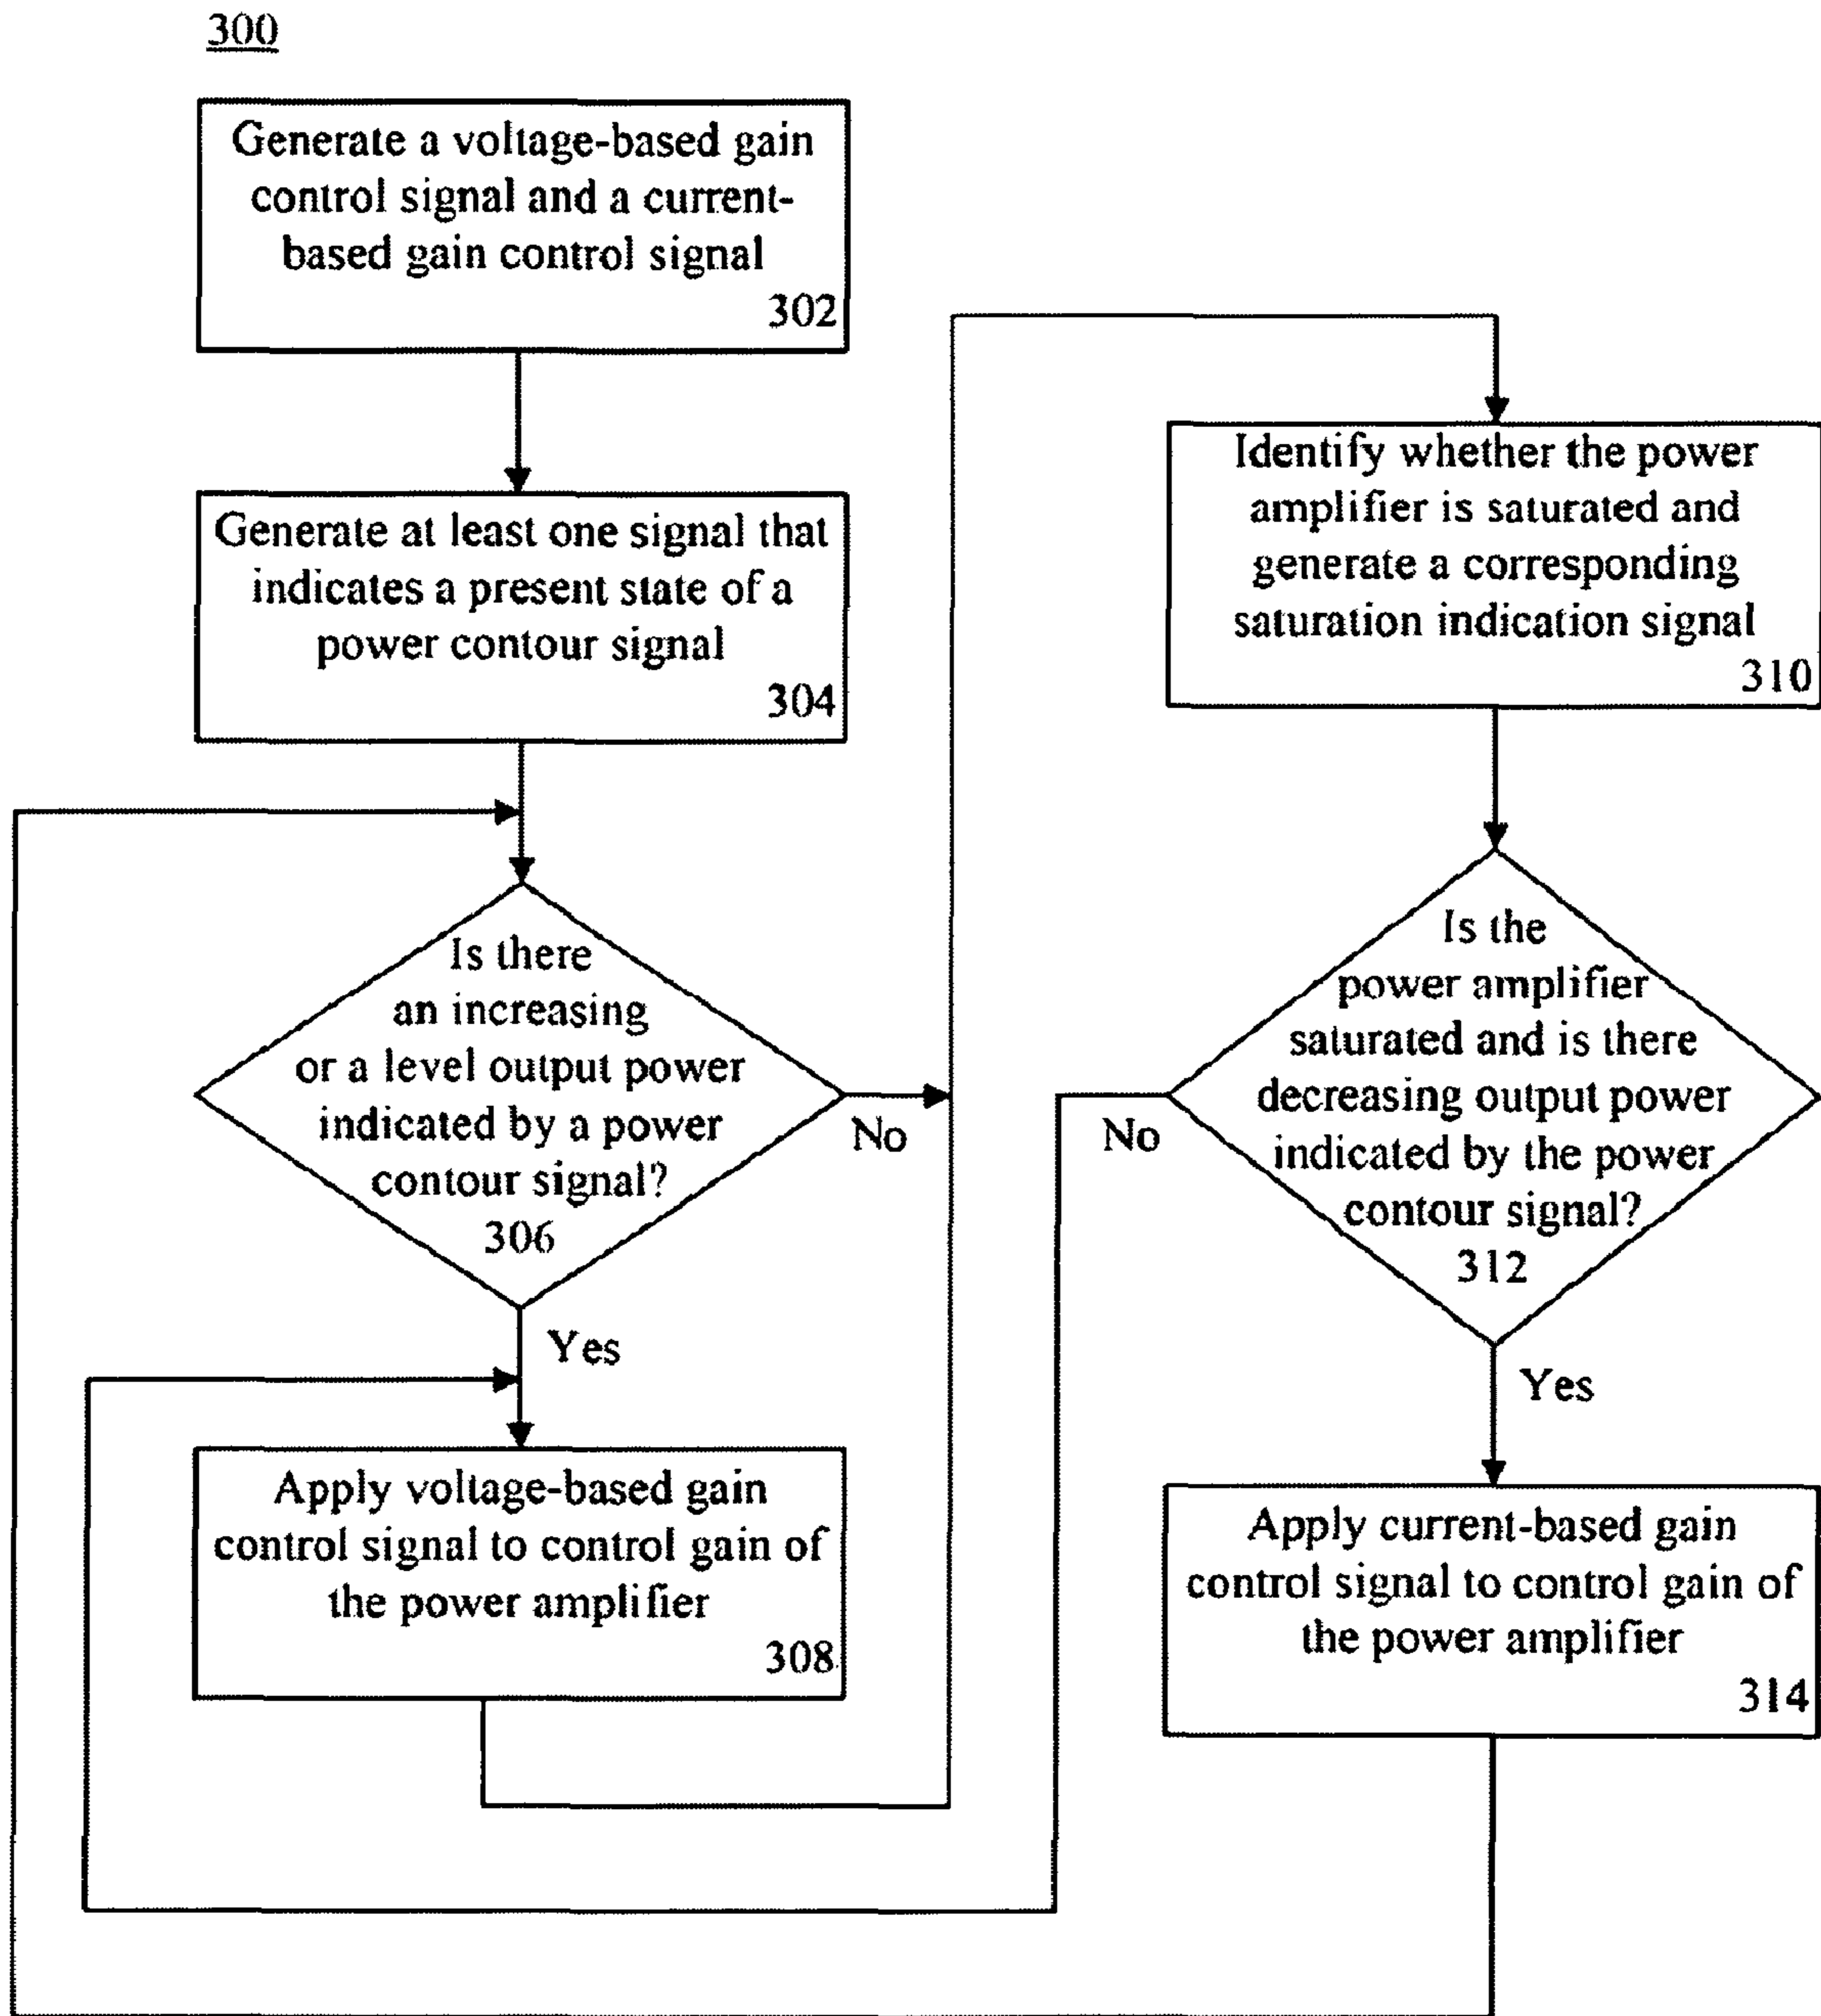 300
Generate a voltage-based gain
control signal and a current-
based gain control signal
302
Generate at least one signal that
indicates a present state of a
power contour signal
304
Is there
an increasing
or a level output power
indicated by a power
contour signal?
306
No
Yes
Apply voltage-based gain
control signal to control gain of
the power amplifier
308
Identify whether the power
amplifier is saturated and
generate a corresponding
saturation indication signal
310
Is the
power amplifier
saturated and is there
decreasing output power
indicated by the power
contour signal?
312
No
Yes
Apply current-based gain
control signal to control gain of
the power amplifier
314